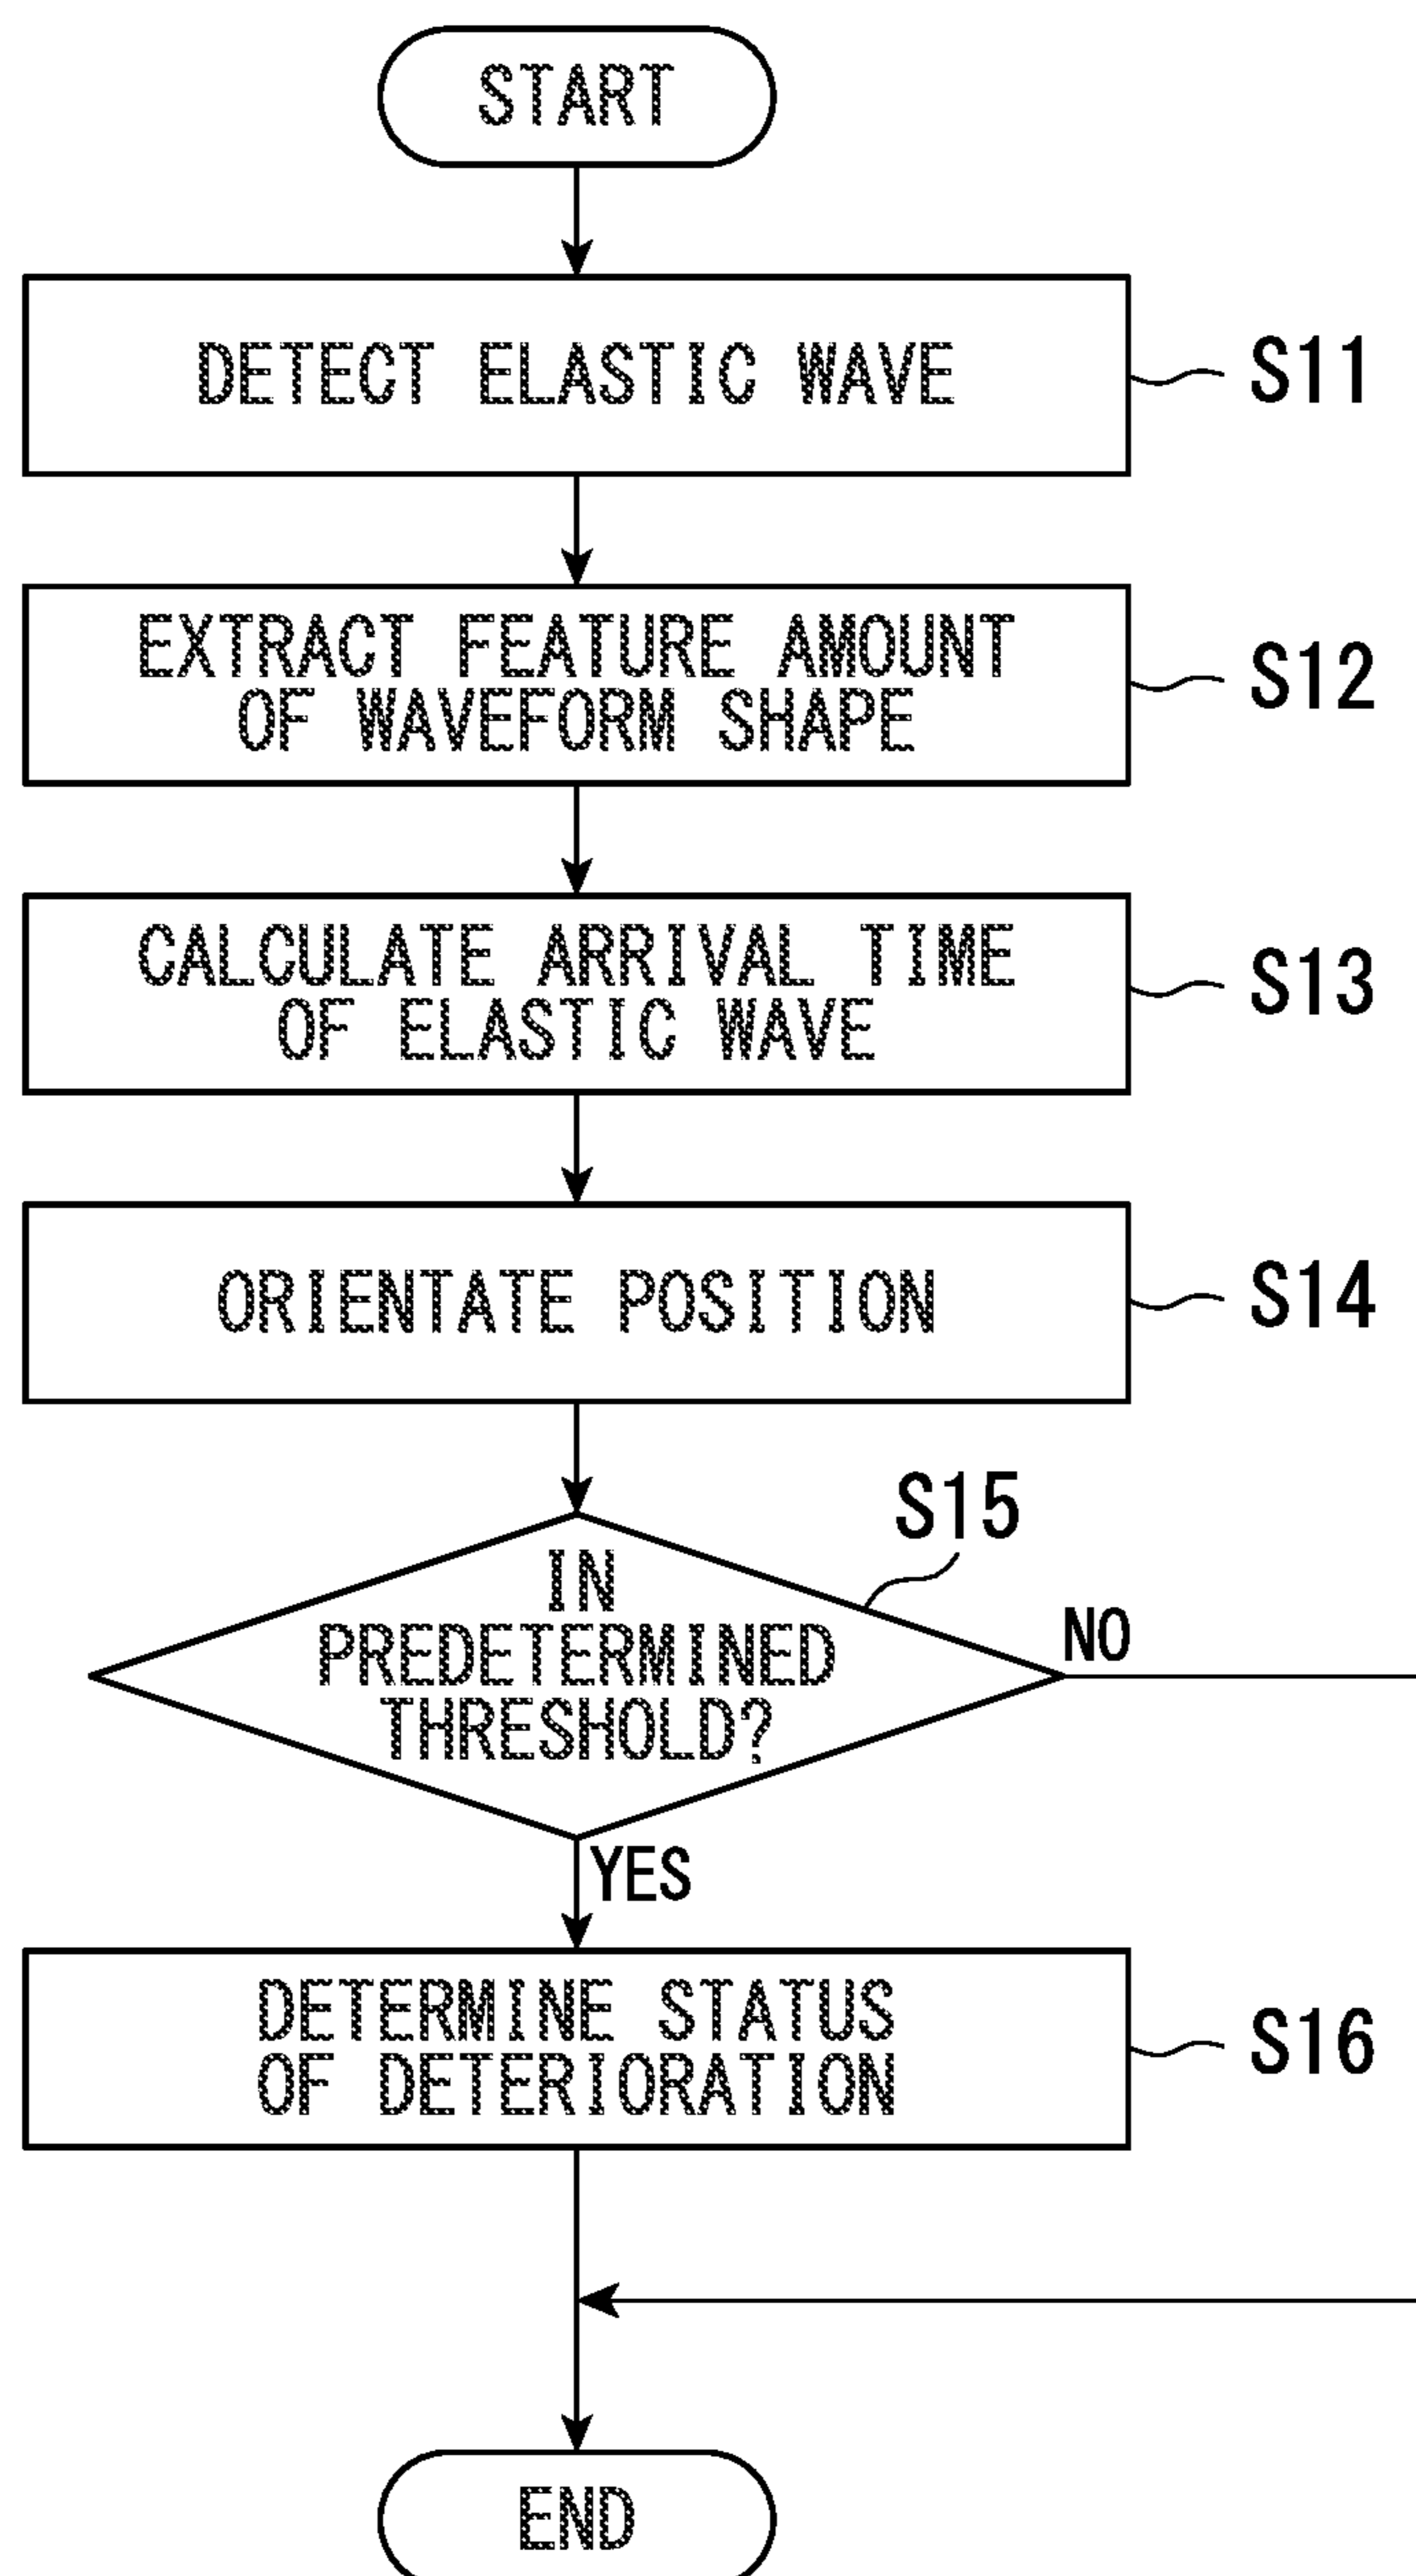 START
DETECT ELASTIC WAVE
S11
EXTRACT FEATURE AMOUNT
OF WAVEFORM SHAPE
S12
CALCULATE ARRIVAL TIME
OF ELASTIC WAVE
S13
ORIENTATE POSITION
S14
S15
IN
PREDETERMINED
THRESHOLD?
NO
YES
DETERMINE STATUS
OF DETERIORATION
S16
END